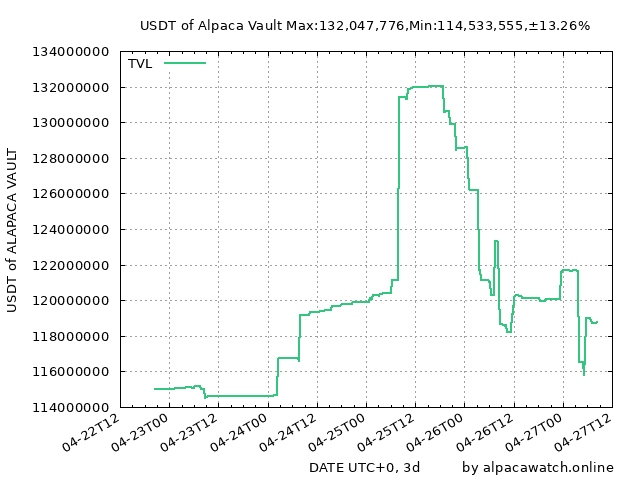 USDT of Alpaca Vault Max:132,047,776,Min:114,533,555,±13.26%
TVL
134000000
132000000
130000000
128000000
126000000
124000000
122000000
120000000
118000000
116000000
114000000
USDT of ALAPACA VAULT
04-22T12
04-23T00
04-23T12
04-24T00
04-24T12
04-25T00
04-25T12
04-26T00
04-26T12
04-27T00
04-27T12
DATE UTC+0, 3d
by alpacawatch.online